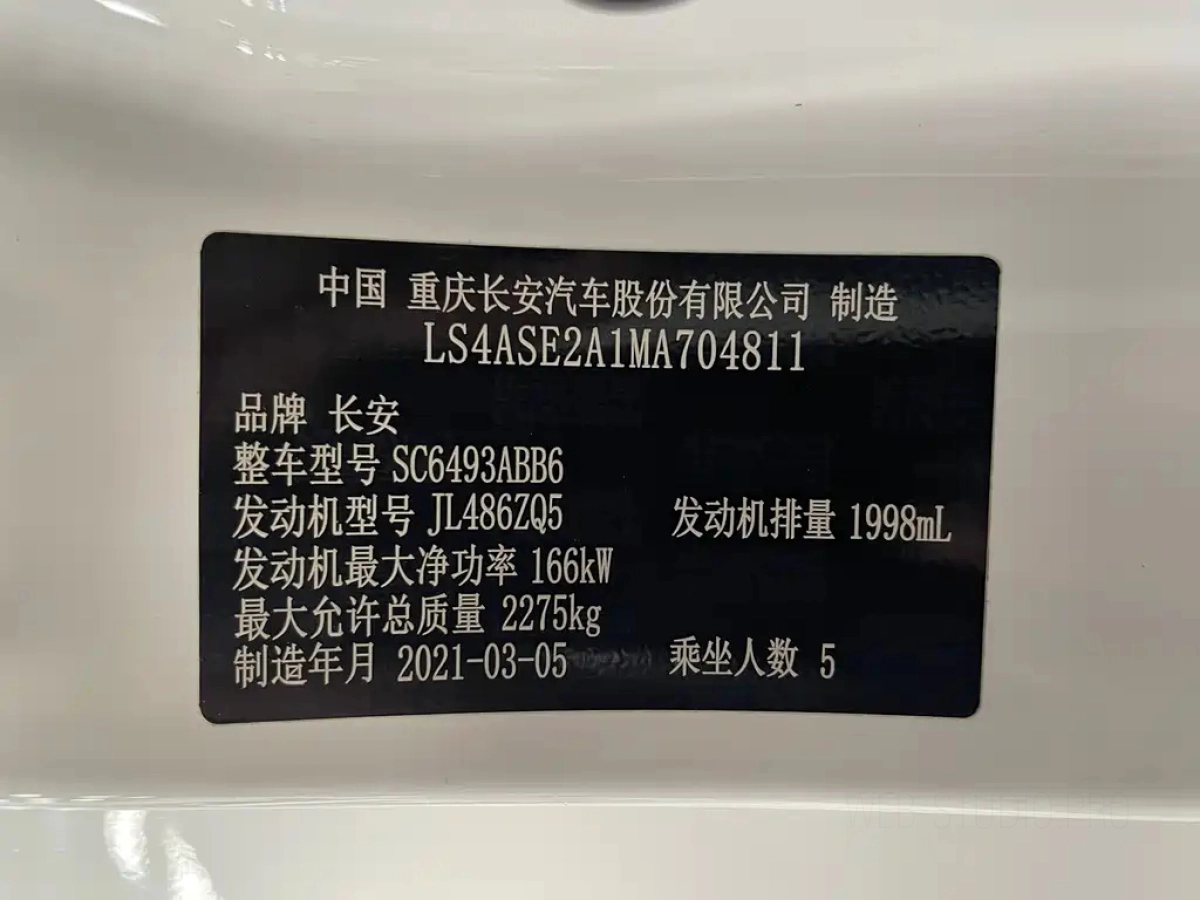 中国 重庆长安汽车股份有限公司 制造
LS4ASE2A1MA704811
品牌 长安
整车型号 SC6493ABB6
发动机型号 JL486ZQ5 发动机排量 1998mL
发动机最大净功率 166kW
最大允许总质量 2275kg
制造年月 2021-03-05 乘坐人数 5